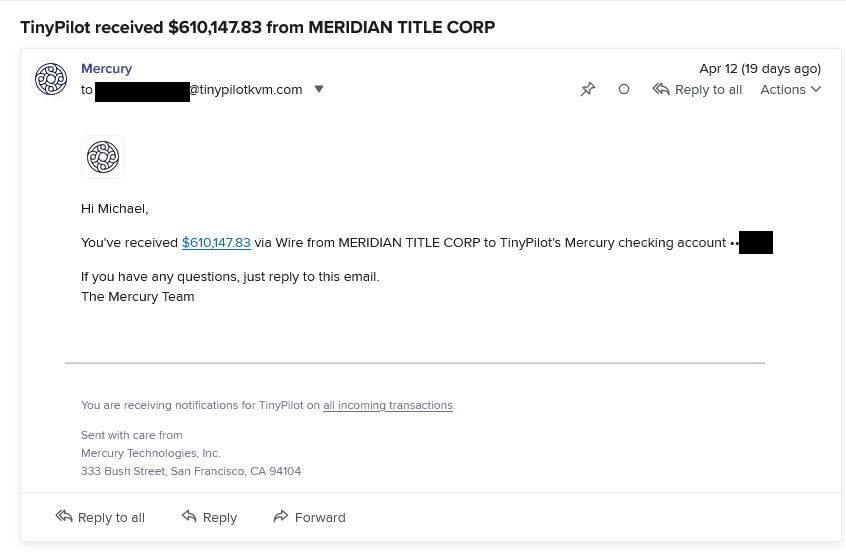 TinyPilot received $610,147.83 from MERIDIAN TITLE CORP
Mercury
Apr 12 (19 days ago)
to @tinypilotkvm.com
Reply to all Actions
Hi Michael,
You've received $610,147.83 via Wire from MERIDIAN TITLE CORP to TinyPilot's Mercury checking account ••
If you have any questions, just reply to this email.
The Mercury Team
You are receiving notifications for TinyPilot on all incoming transactions.
Sent with care from
Mercury Technologies, Inc.
333 Bush Street, San Francisco, CA 94104
Reply to all Reply Forward